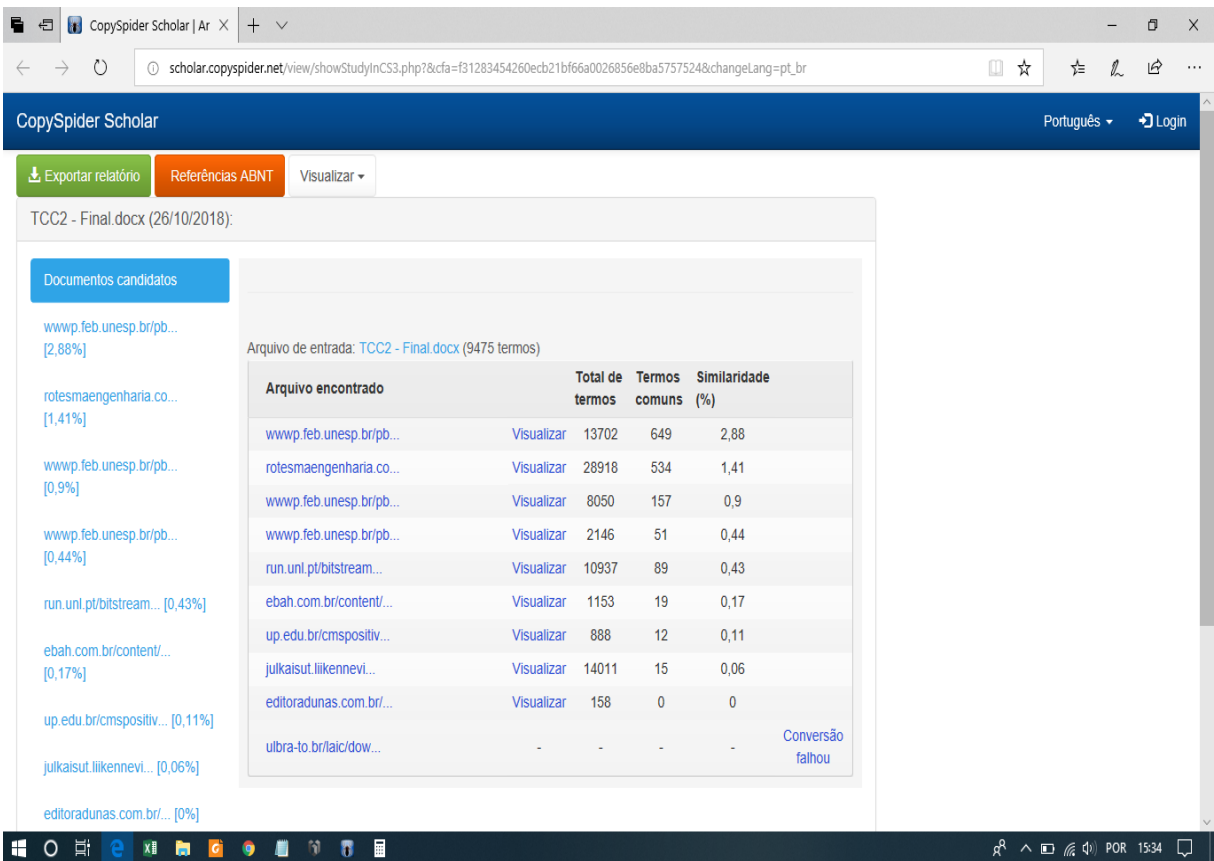 CopySpider Scholar | Ar
scholar.copyspider.net/view/showStudyInCS3.php?&cfa=f31283454260ecb21bf66a0026856e8ba5757524&changeLang=pt_br
CopySpider Scholar
Português
Login
Exportar relatório
Referências ABNT
Visualizar
TCC2 - Final.docx (26/10/2018):
Documentos candidatos
wwwp.feb.unesp.br/pb...
[2,88%]
rotesmaengenharia.co...
[1,41%]
wwwp.feb.unesp.br/pb...
[0,9%]
wwwp.feb.unesp.br/pb...
[0,44%]
run.unl.pt/bitstream... [0,43%]
ebah.com.br/content/...
[0,17%]
up.edu.br/cmspositiv... [0,11%]
julkaisut.liikennevi... [0,06%]
editoradunas.com.br/... [0%]
Arquivo de entrada: TCC2 - Final.docx (9475 termos)
Arquivo encontrado Total de termos Termos comuns Similaridade (%)
wwwp.feb.unesp.br/pb... Visualizar 13702 649 2,88
rotesmaengenharia.co... Visualizar 28918 534 1,41
wwwp.feb.unesp.br/pb... Visualizar 8050 157 0,9
wwwp.feb.unesp.br/pb... Visualizar 2146 51 0,44
run.unl.pt/bitstream... Visualizar 10937 89 0,43
ebah.com.br/content/... Visualizar 1153 19 0,17
up.edu.br/cmspositiv... Visualizar 888 12 0,11
julkaisut.liikennevi... Visualizar 14011 15 0,06
editoradunas.com.br/... Visualizar 158 0 0
ulbra-to.br/laic/dow... - - - - Conversão falhou
POR 15:34